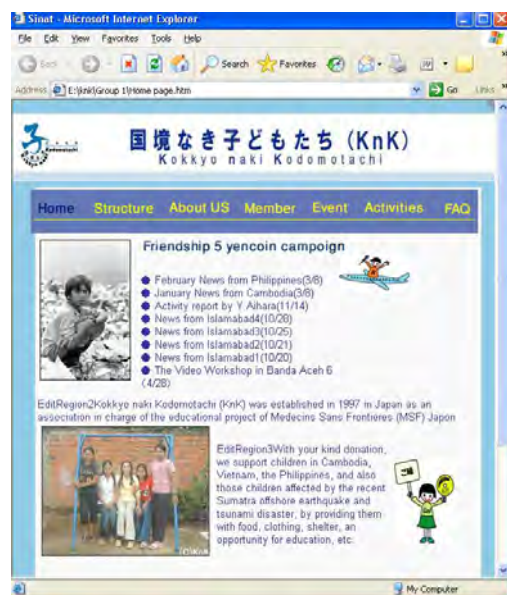 Sinat - Microsoft Internet Explorer
File Edit View Favorites Tools Help
Back Search Favorites
Address E:\knk\Group 1\Home page.htm Go Links
国境なき子どもたち (KnK)
Kokkyo naki Kodomotachi
Home Structure About US Member Event Activities FAQ
Friendship 5 yencoin campoign
February News from Philippines(3/8)
January News from Cambodia(3/8)
Activity report by Y Aihara(11/14)
News from Islamabad4(10/28)
News from Islamabad3(10/25)
News from Islamabad2(10/21)
News from Islamabad1(10/20)
The Video Workshop in Banda Aceh 6
(4/28)
EditRegion2Kokkyo naki Kodomotachi (KnK) was established in 1997 in Japan as an
association in charge of the educational project of Medecins Sans Frontieres (MSF) Japon
EditRegion3With your kind donation,
we support children in Cambodia,
Vietnam, the Philippines, and also
those children affected by the recent
Sumatra offshore earthquake and
tsunami disaster, by providing them
with food, clothing, shelter, an
opportunity for education, etc.
My Computer